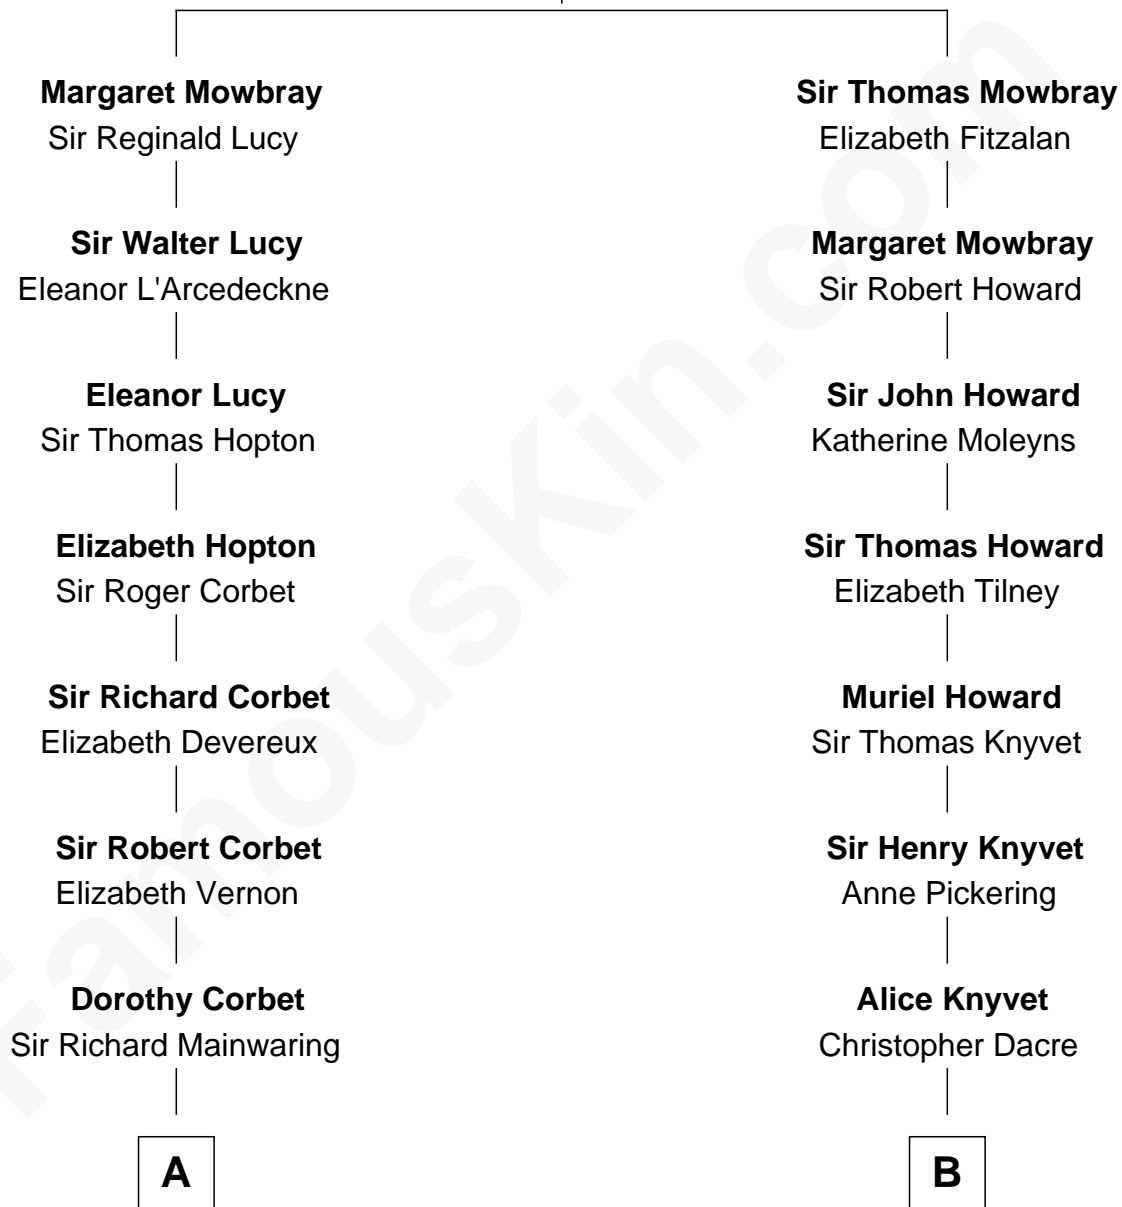 Margaret Mowbray
Sir Reginald Lucy
Sir Walter Lucy
Eleanor L'Arcedeckne
Eleanor Lucy
Sir Thomas Hopton
Elizabeth Hopton
Sir Roger Corbet
Sir Richard Corbet
Elizabeth Devereux
Sir Robert Corbet
Elizabeth Vernon
Dorothy Corbet
Sir Richard Mainwaring
A
Sir Thomas Mowbray
Elizabeth Fitzalan
Margaret Mowbray
Sir Robert Howard
Sir John Howard
Katherine Moleyns
Sir Thomas Howard
Elizabeth Tilney
Muriel Howard
Sir Thomas Knyvet
Sir Henry Knyvet
Anne Pickering
Alice Knyvet
Christopher Dacre
B
FamousKin.com